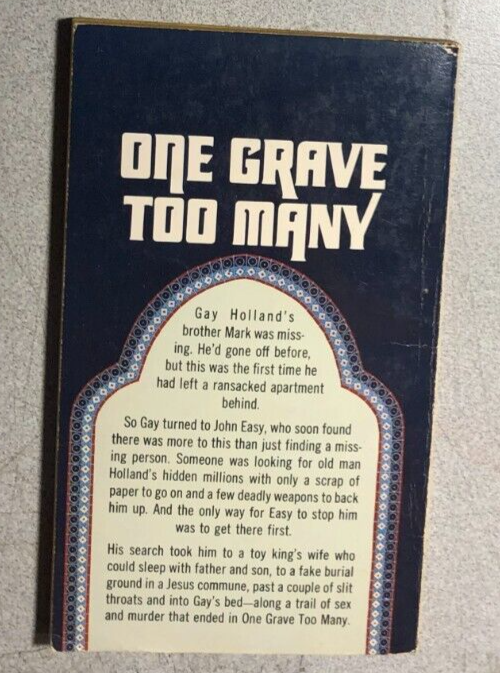 ONE GRAVE
TOO MANY
Gay Holland's
brother Mark was miss-
ing. He'd gone off before,
but this was the first time he
had left a ransacked apartment
behind.
So Gay turned to John Easy, who soon found
there was more to this than just finding a miss-
ing person. Someone was looking for old man
Holland's hidden millions with only a scrap of
paper to go on and a few deadly weapons to back
him up. And the only way for Easy to stop him
was to get there first.
His search took him to a toy king's wife who
could sleep with father and son, to a fake burial
ground in a Jesus commune, past a couple of slit
throats and into Gay's bed—along a trail of sex
and murder that ended in One Grave Too Many.